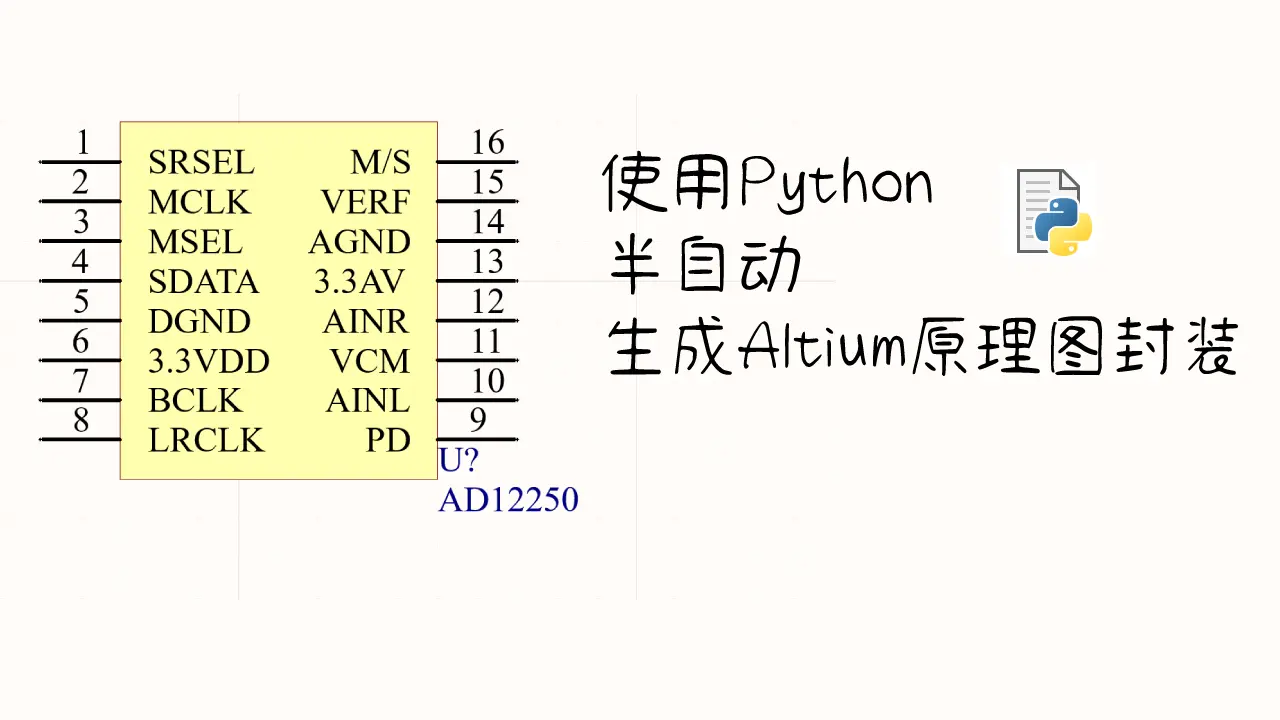 1 SRSEL M/S 16
2 MCLK VERF 15
3 MSEL AGND 14
4 SDATA 3.3AV 13
5 DGND AINR 12
6 3.3VDD VCM 11
7 BCLK AINL 10
8 LRCLK PD 9
U?
AD12250
使用Python
半自动
生成Altium原理图封装